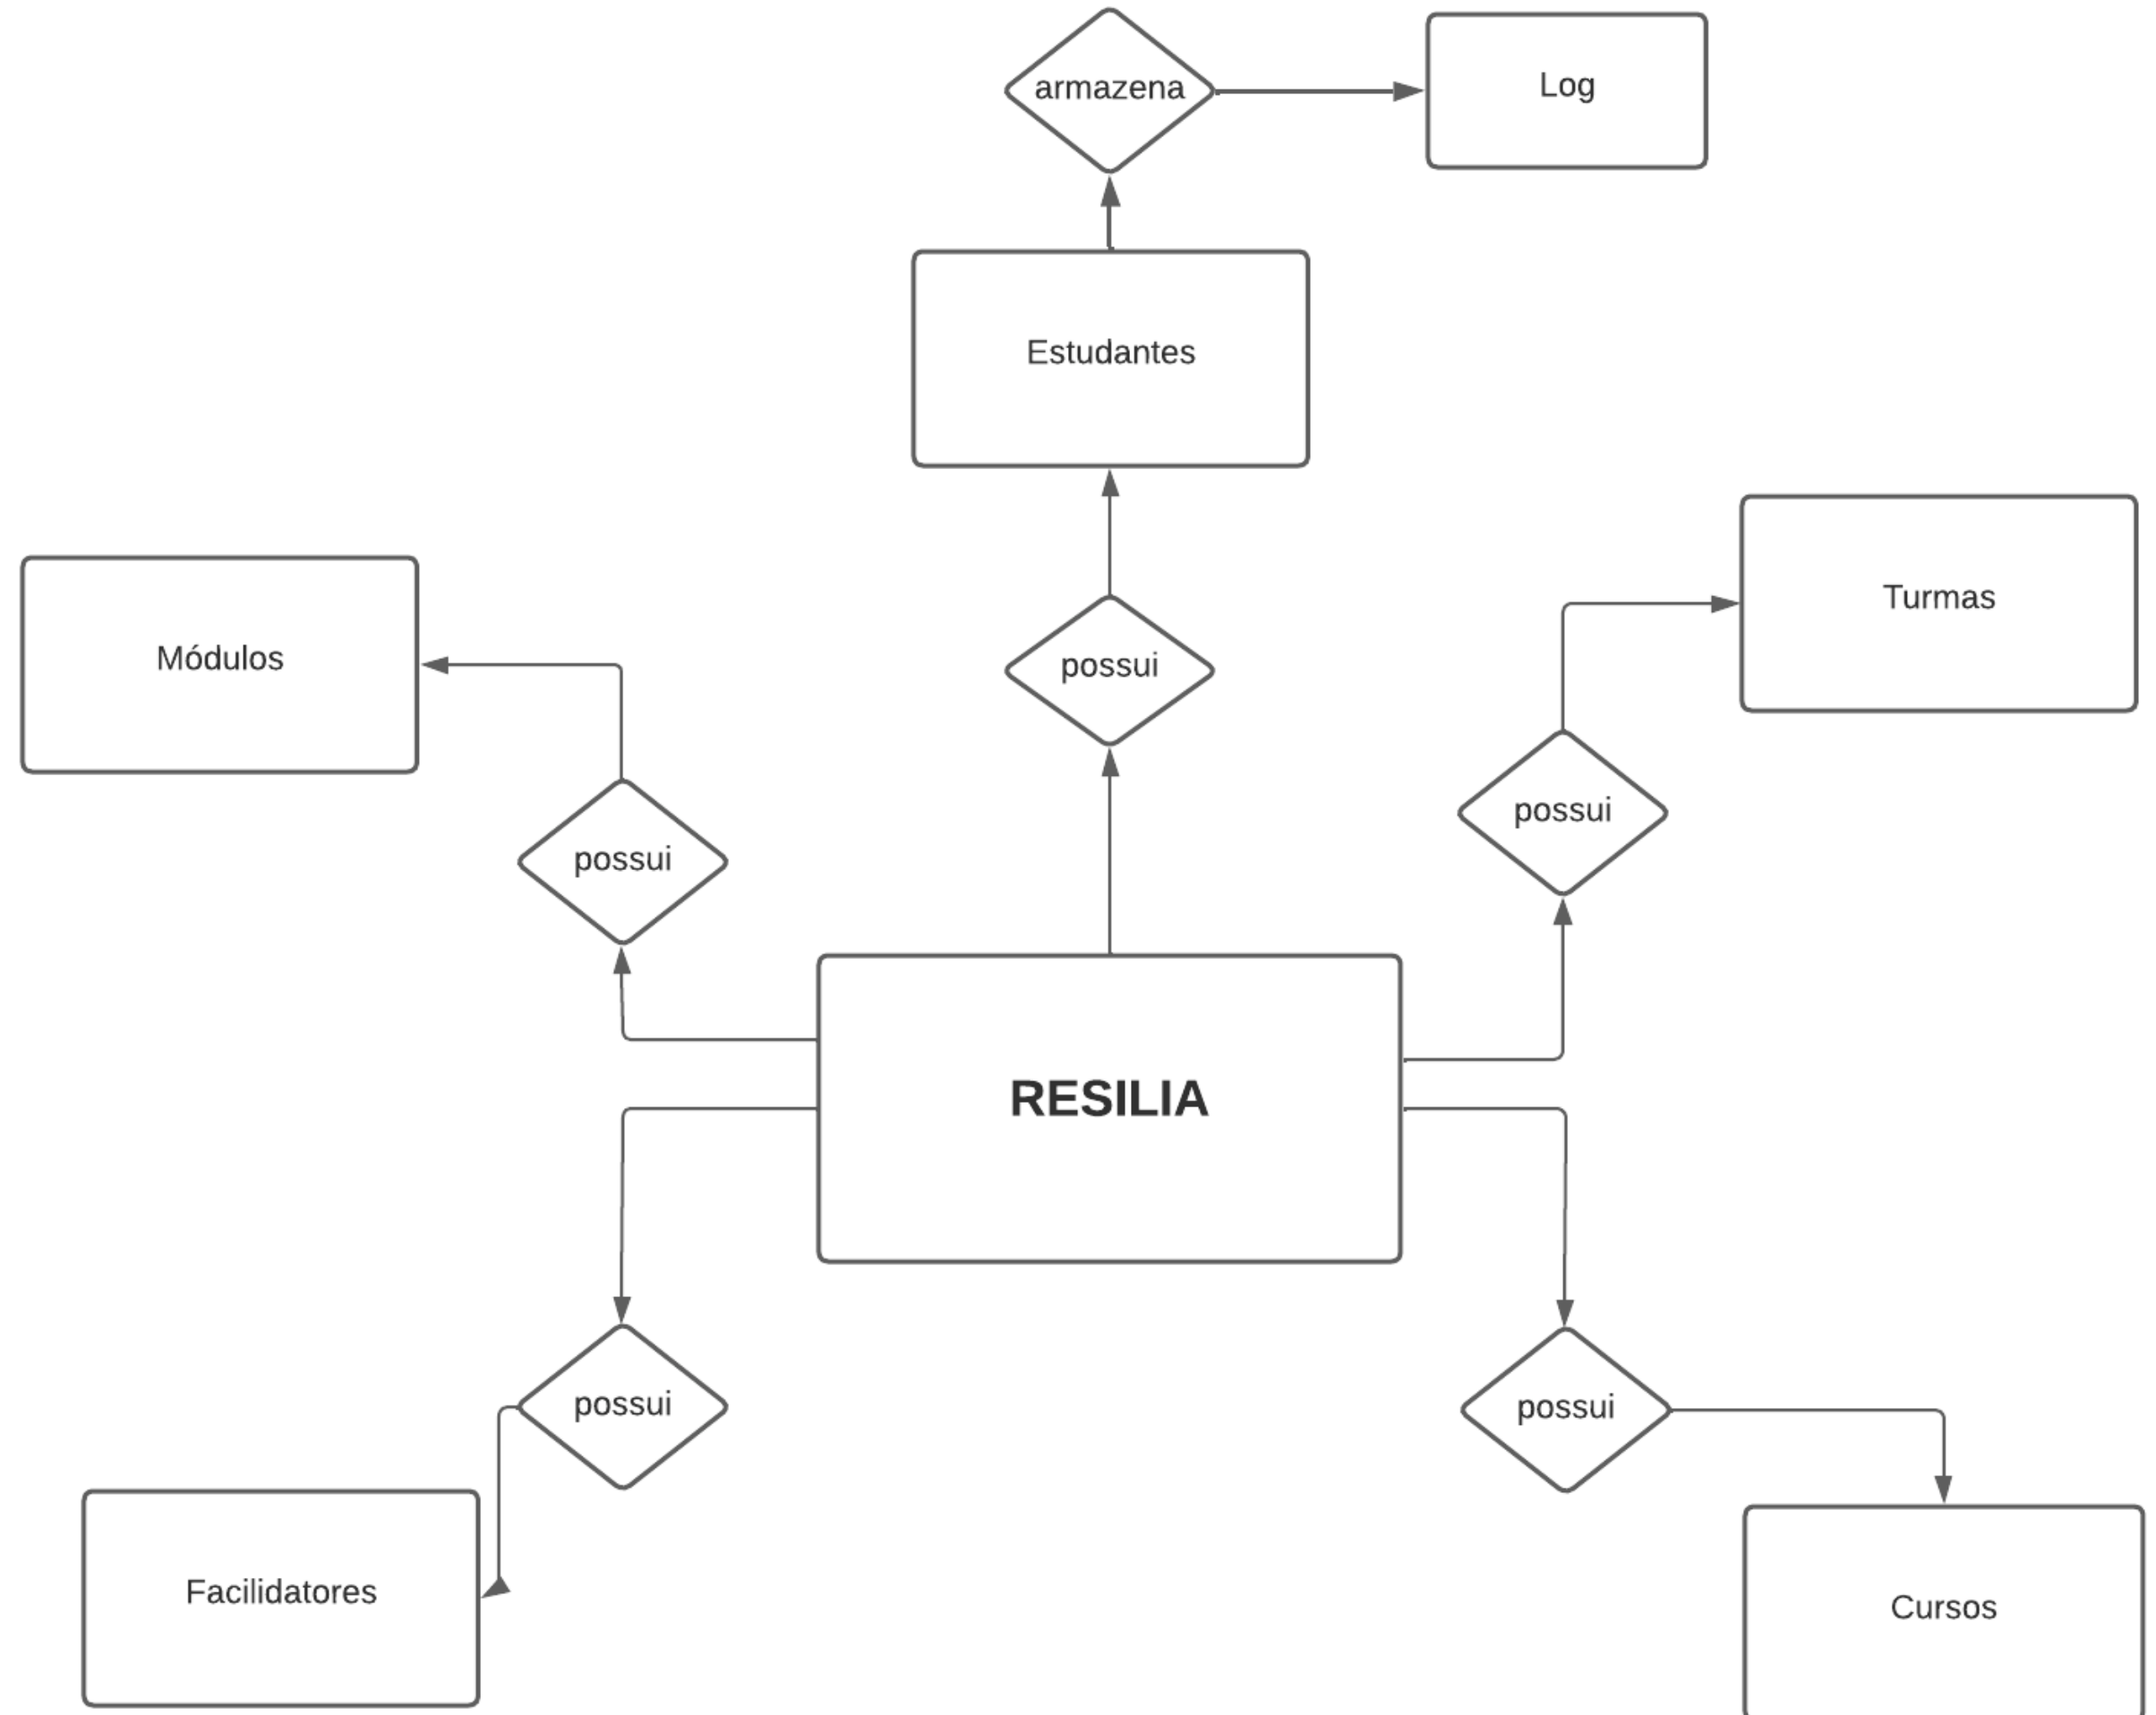 armazena
Log
Estudantes
Turmas
Módulos
possui
possui
possui
RESILIA
possui
possui
Facilidatores
Cursos